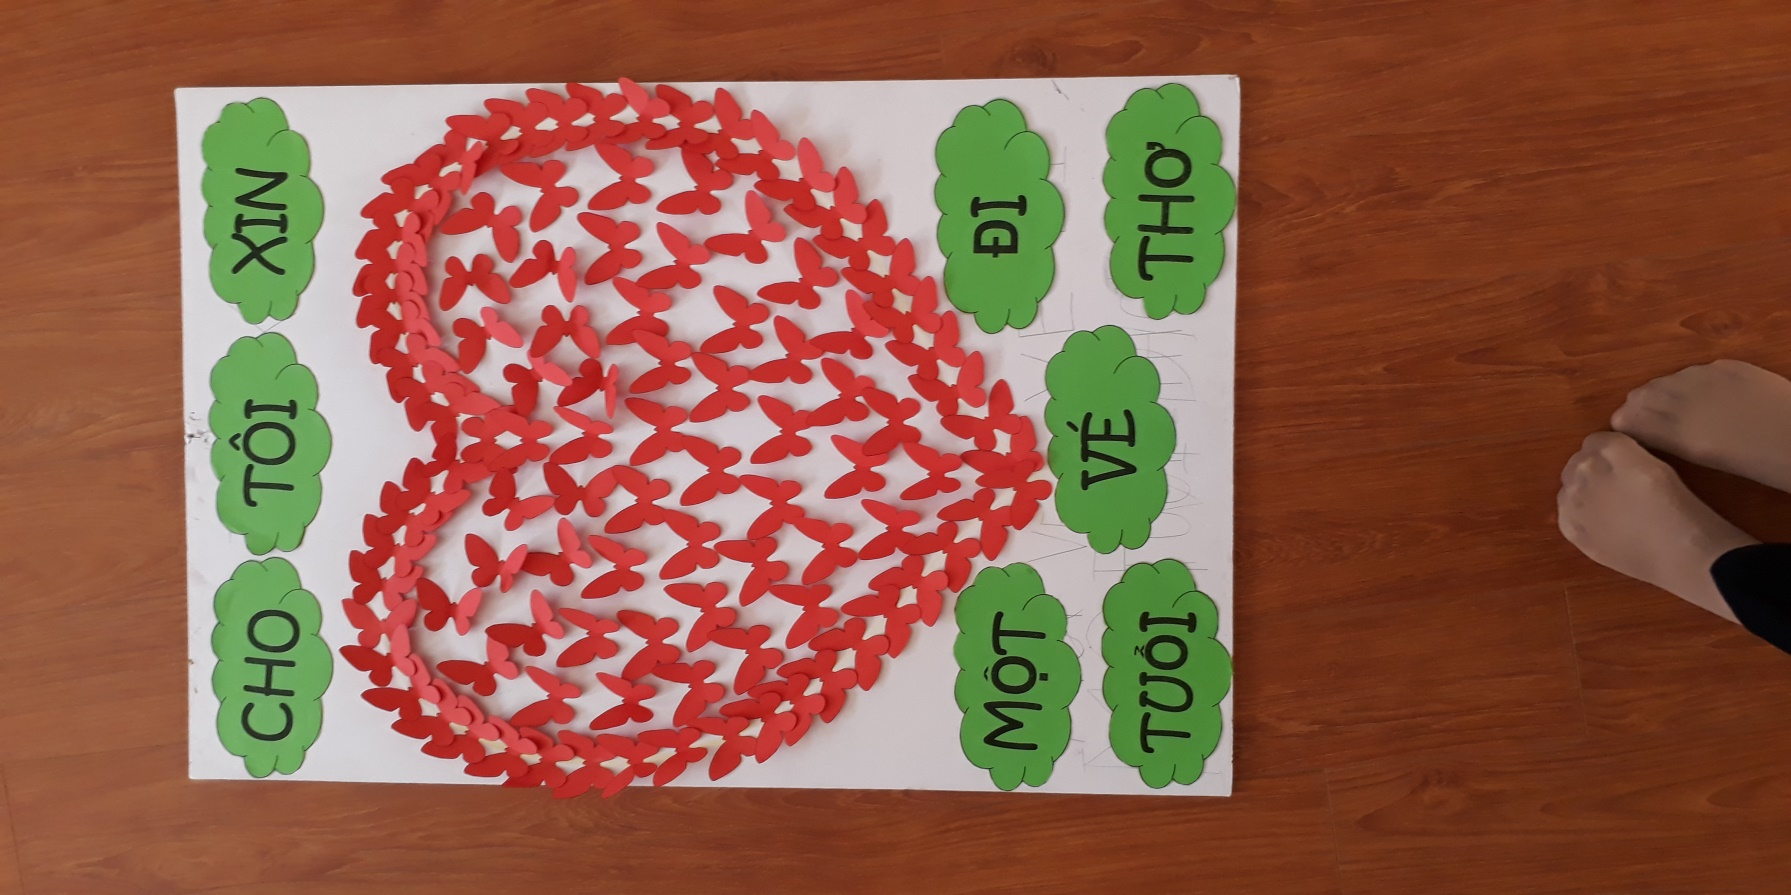 CHO TÔI XIN
MỘT VÉ ĐI
TUỔI THƠ